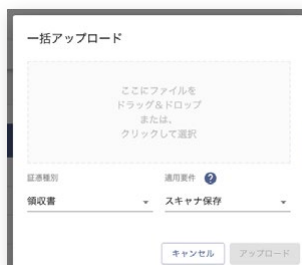 一括アップロード
ここにファイルを
ドラッグ&ドロップ
または、
クリックして選択
証憑種別
適用要件 ?
領収書
スキャナ保存
キャンセル
アップロード